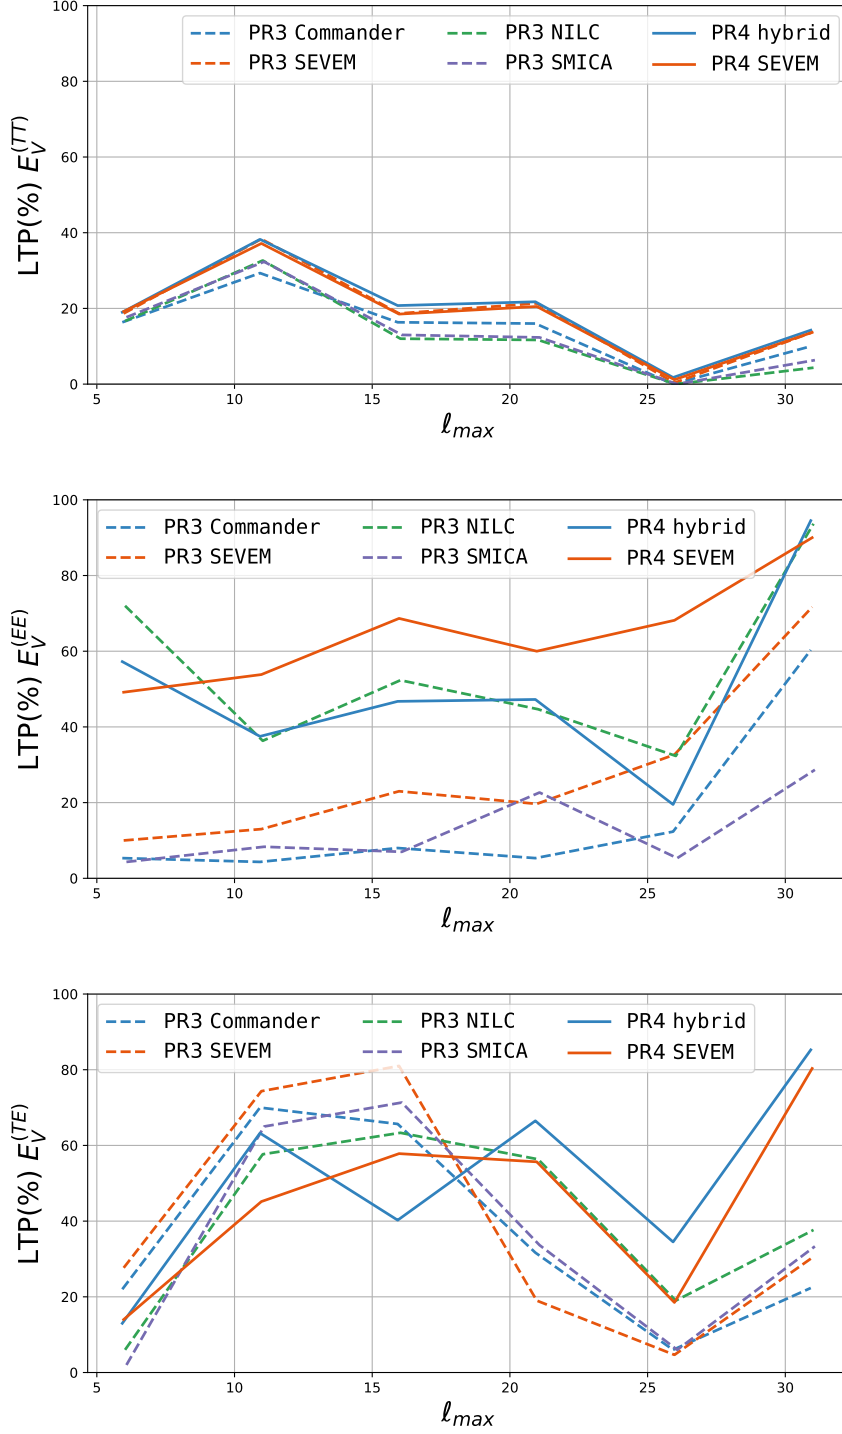 100
80
60
40
20
0
LTP(%) E_V^(TT)
PR3 Commander PR3 NILC PR4 hybrid
PR3 SEVEM PR3 SMICA PR4 SEVEM
5 10 15 20 25 30
ℓ_max
100
80
60
40
20
0
LTP(%) E_V^(EE)
PR3 Commander PR3 NILC PR4 hybrid
PR3 SEVEM PR3 SMICA PR4 SEVEM
5 10 15 20 25 30
ℓ_max
100
80
60
40
20
0
LTP(%) E_V^(TE)
PR3 Commander PR3 NILC PR4 hybrid
PR3 SEVEM PR3 SMICA PR4 SEVEM
5 10 15 20 25 30
ℓ_max